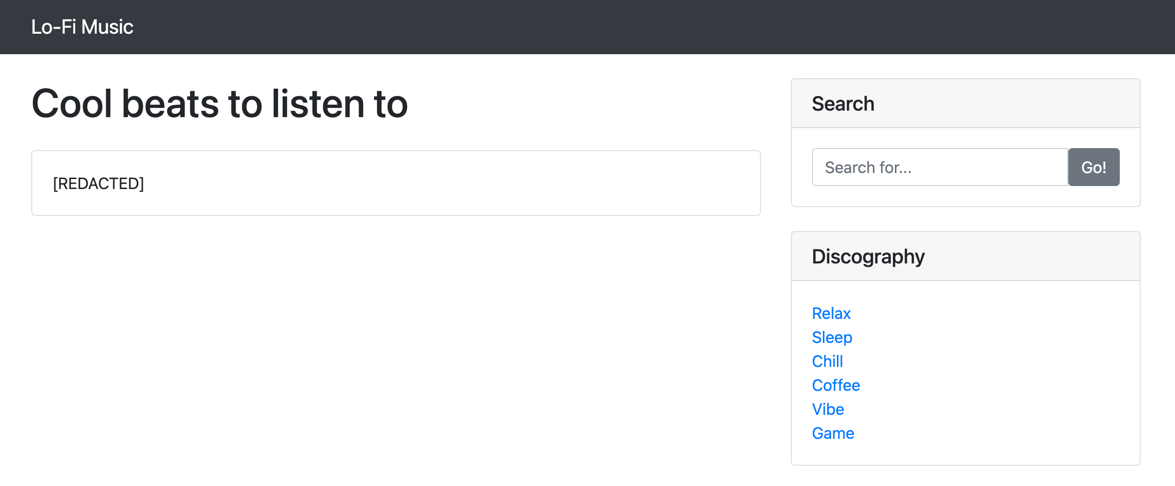 Lo-Fi Music
Cool beats to listen to
[REDACTED]
Search
Search for...
Go!
Discography
Relax
Sleep
Chill
Coffee
Vibe
Game